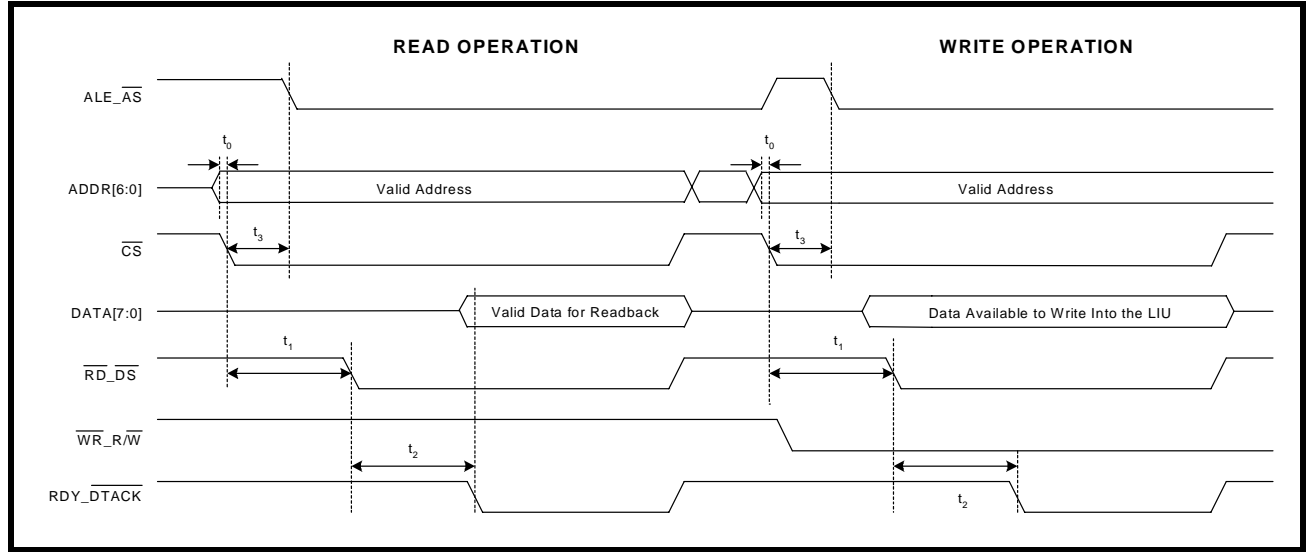 READ OPERATION WRITE OPERATION
ALE_AS
t0 t0
ADDR[6:0] Valid Address Valid Address
t3 t3
CS
DATA[7:0] Valid Data for Readback Data Available to Write Into the LIU
t1 t1
RD_DS
WR_R/W
t2
RDY_DTACK t2